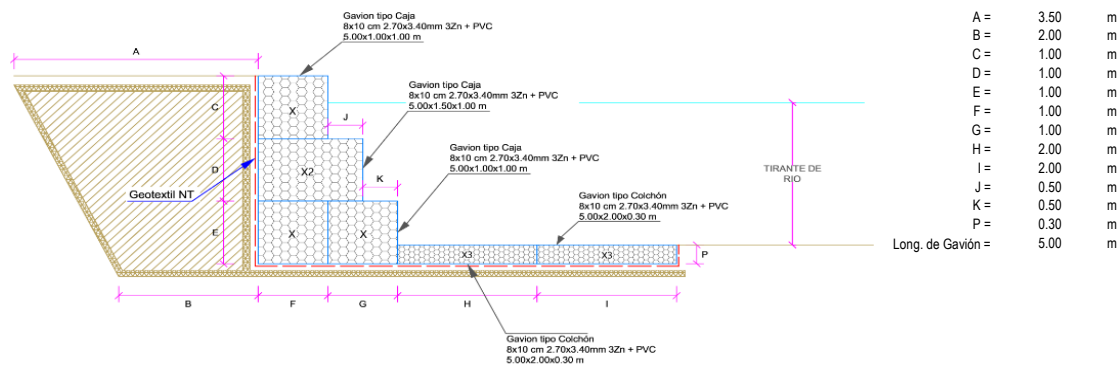 Gavion tipo Caja
8x10 cm 2.70x3.40mm 3Zn + PVC
5.00x1.00x1.00 m
A
Gavion tipo Caja
8x10 cm 2.70x3.40mm 3Zn + PVC
5.00x1.50x1.00 m
C
X
J
Gavion tipo Caja
8x10 cm 2.70x3.40mm 3Zn + PVC
5.00x1.00x1.00 m
D
X2
K
TIRANTE DE
RIO
Geotextil NT
Gavion tipo Colchón
8x10 cm 2.70x3.40mm 3Zn + PVC
5.00x2.00x0.30 m
E
X
X
X3
X3
P
B
F
G
H
I
Gavion tipo Colchón
8x10 cm 2.70x3.40mm 3Zn + PVC
5.00x2.00x0.30 m
A = 3.50 m
B = 2.00 m
C = 1.00 m
D = 1.00 m
E = 1.00 m
F = 1.00 m
G = 1.00 m
H = 2.00 m
I = 2.00 m
J = 0.50 m
K = 0.50 m
P = 0.30 m
Long. de Gavión = 5.00 m